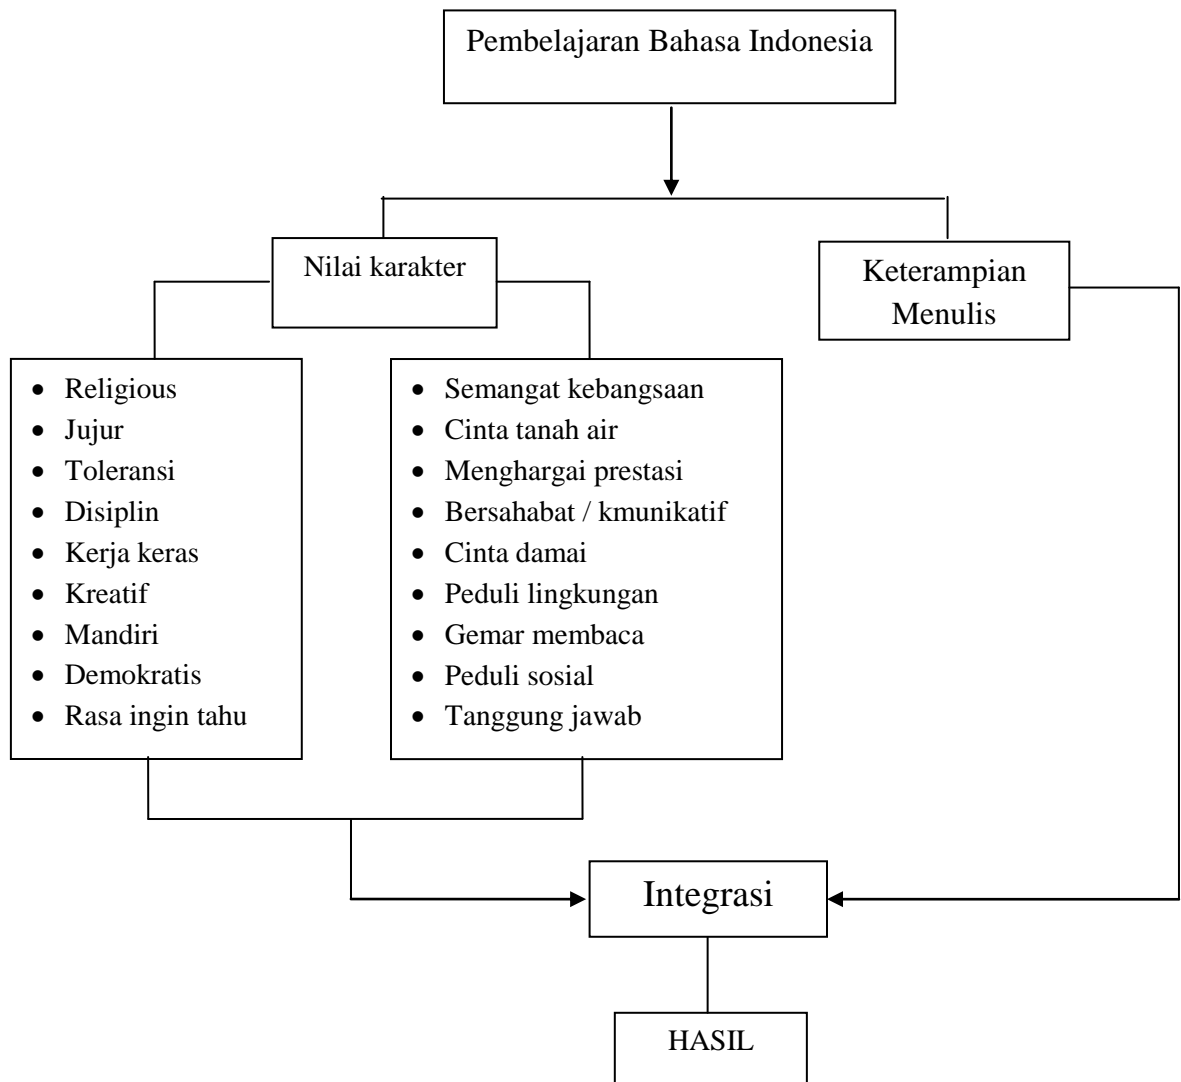 Pembelajaran Bahasa Indonesia
Nilai karakter
Keterampian
Menulis
• Religious
• Jujur
• Toleransi
• Disiplin
• Kerja keras
• Kreatif
• Mandiri
• Demokratis
• Rasa ingin tahu
• Semangat kebangsaan
• Cinta tanah air
• Menghargai prestasi
• Bersahabat / kmunikatif
• Cinta damai
• Peduli lingkungan
• Gemar membaca
• Peduli sosial
• Tanggung jawab
Integrasi
HASIL